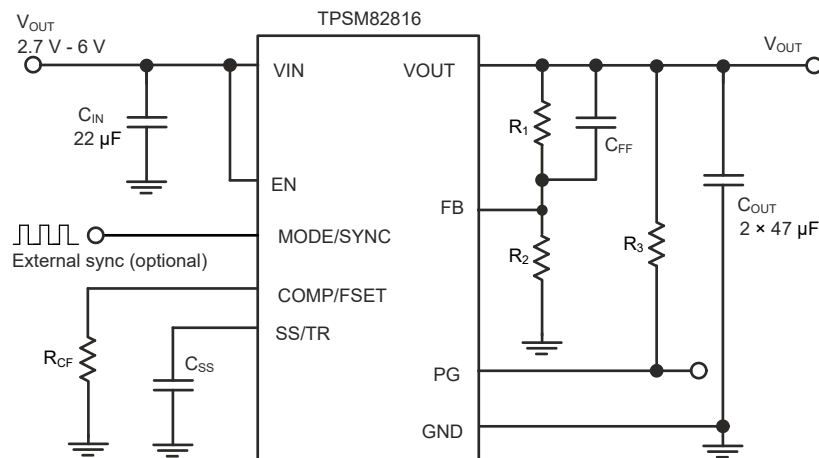 TPSM82816
VOUT
2.7 V - 6 V
VIN
VOUT
VOUT
CIN
22 µF
R1
CFF
EN
FB
COUT
2 × 47 µF
MODE/SYNC
R2
R3
External sync (optional)
COMP/FSET
SS/TR
RCF
CSS
PG
GND